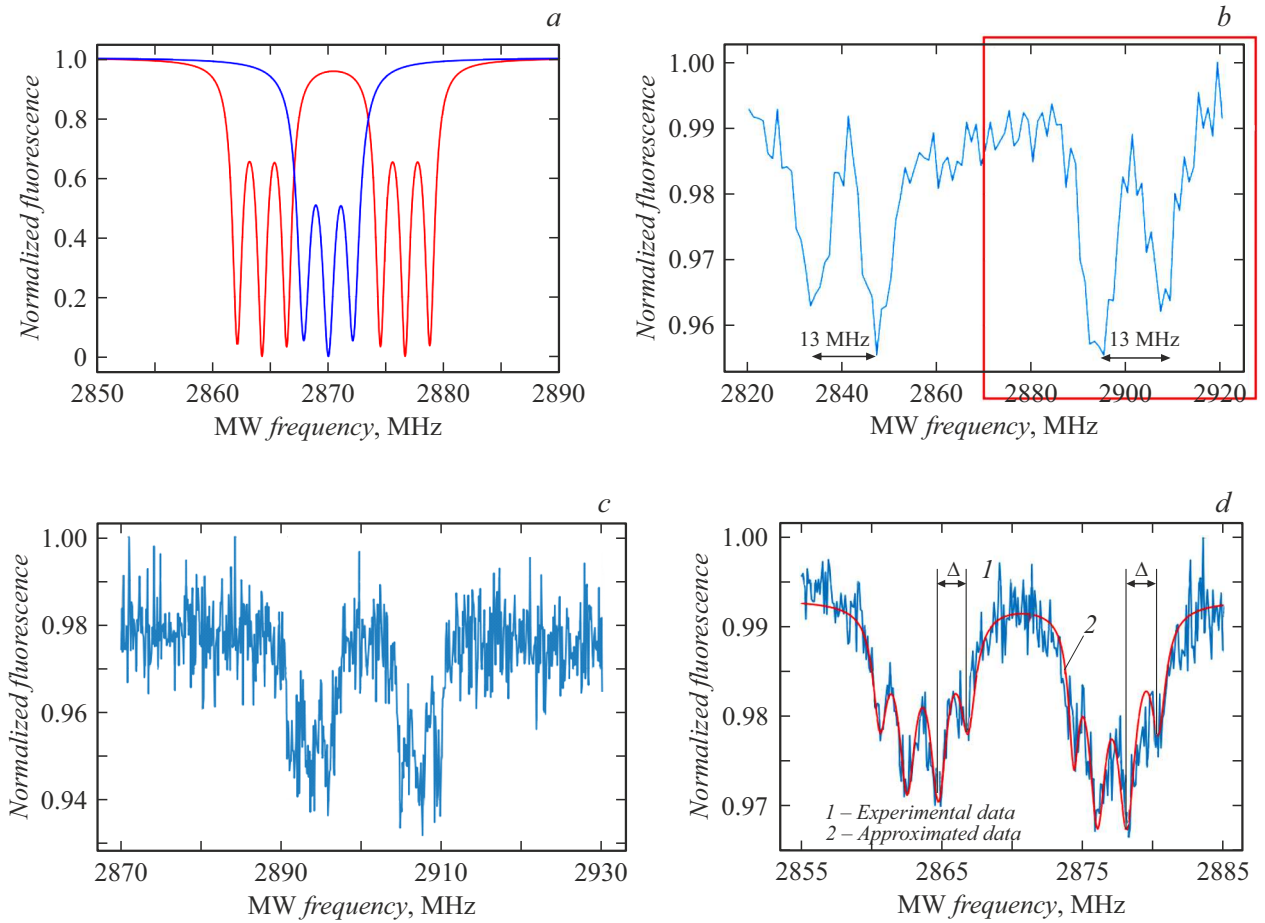 a
Normalized fluorescence
1.0
0.8
0.6
0.4
0.2
0
2850 2860 2870 2880 2890
MW frequency, MHz
b
Normalized fluorescence
1.00
0.99
0.98
0.97
0.96
13 MHz
13 MHz
2820 2840 2860 2880 2900 2920
MW frequency, MHz
c
Normalized fluorescence
1.00
0.98
0.96
0.94
2870 2890 2910 2930
MW frequency, MHz
d
Normalized fluorescence
1.00
0.99
0.98
0.97
Δ 1 Δ
2
1 – Experimental data
2 – Approximated data
2855 2865 2875 2885
MW frequency, MHz